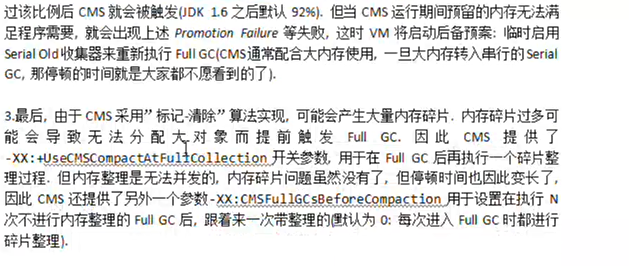 过该比例后 CMS 就会被触发(JDK 1.6 之后默认 92%). 但当 CMS 运行期间预留的内存无法满
足程序需要, 就会出现上述 Promotion Failure 等失败, 这时 VM 将启动后备预案: 临时启用
Serial Old 收集器来重新执行 Full GC(CMS通常配合大内存使用, 一旦大内存转入串行的 Serial
GC, 那停顿的时间就是大家都不愿看到的了).
3.最后, 由于 CMS 采用”标记-清除”算法实现, 可能会产生大量内存碎片. 内存碎片过多可
能会导致无法分配大对象而提前触发 Full GC. 因此 CMS 提供了
-XX:+UseCMSCompactAtFullCollection 开关参数, 用于在 Full GC 后再执行一个碎片整
理过程. 但内存整理是无法并发的, 内存碎片问题虽然没有了, 但停顿时间也因此变长了,
因此 CMS 还提供了另外一个参数-XX:CMSFullGCsBeforeCompaction 用于设置在执行 N
次不进行内存整理的 Full GC 后, 跟着来一次带整理的(默认为 0: 每次进入 Full GC 时都进行
碎片整理).